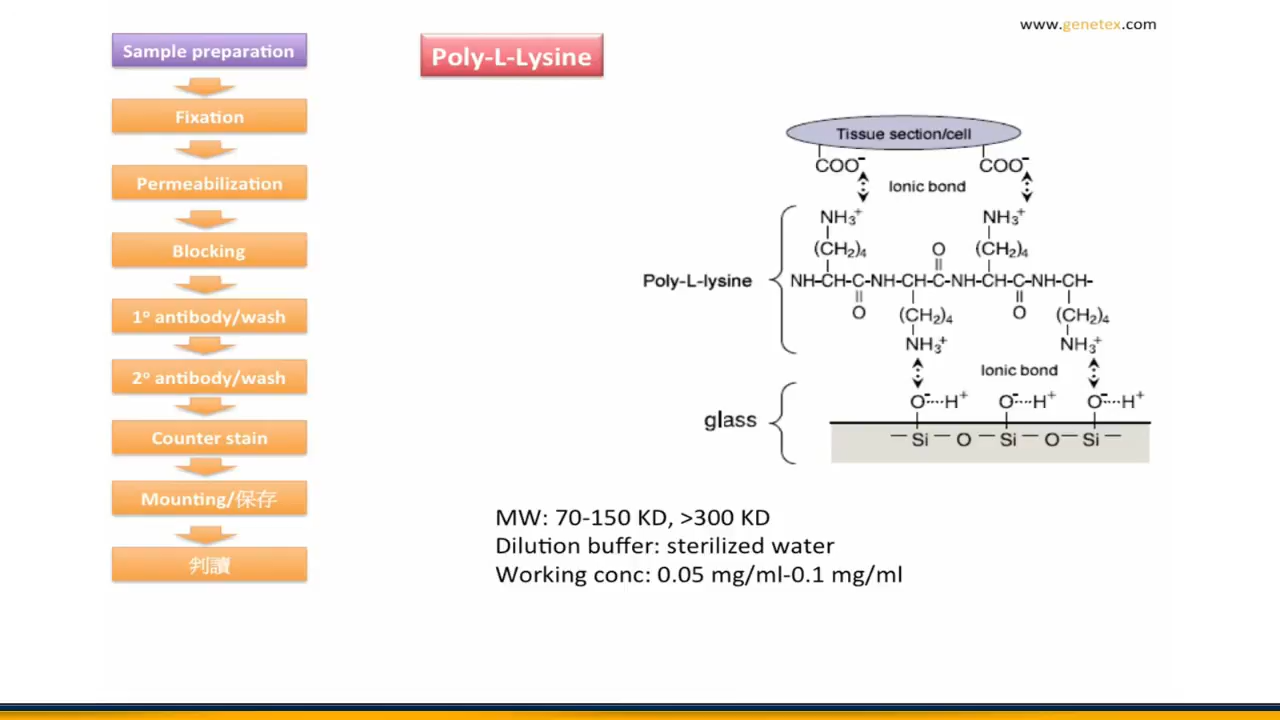 www.genetex.com
Sample preparation
Fixation
Permeabilization
Blocking
1º antibody/wash
2º antibody/wash
Counter stain
Mounting/保存
判讀
Poly-L-Lysine
Tissue section/cell
COO⁻ COO⁻
Ionic bond
NH₃⁺ NH₃⁺
(CH₂)₄ O (CH₂)₄
Poly-L-lysine NH-CH-C-NH-CH-C-NH-CH-C-NH-CH-
O (CH₂)₄ O (CH₂)₄
NH₃⁺ NH₃⁺
Ionic bond
O⁻····H⁺ O⁻····H⁺ O⁻····H⁺
glass
— Si — O — Si — O — Si —
MW: 70-150 KD, >300 KD
Dilution buffer: sterilized water
Working conc: 0.05 mg/ml-0.1 mg/ml